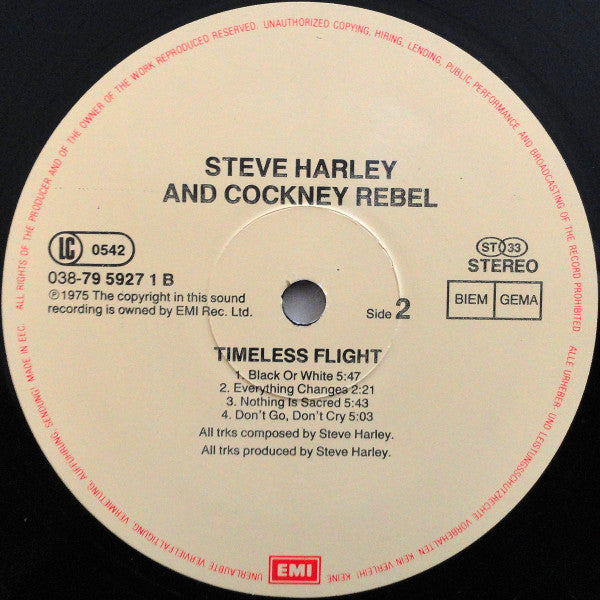 ALL RIGHTS OF THE PRODUCER AND OF THE OWNER OF THE WORK REPRODUCED RESERVED. UNAUTHORIZED COPYING, HIRING, LENDING, PUBLIC PERFORMANCE AND BROADCASTING OF THE RECORD PROHIBITED
ALLE URHEBER- UND LEISTUNGSSCHUTZRECHTE VORBEHALTEN. KEIN VERLEIH! KEINE UNERLAUBTE VERVIELFÄLTIGUNG, VERMIETUNG, AUFFÜHRUNG, SENDUNG! MADE IN EEC.
STEVE HARLEY
AND COCKNEY REBEL
LC 0542
038-79 5927 1 B
℗1975 The copyright in this sound
recording is owned by EMI Rec. Ltd.
ST 33
STEREO
BIEM GEMA
Side 2
TIMELESS FLIGHT
1. Black Or White 5:47
2. Everything Changes 2:21
3. Nothing Is Sacred 5:43
4. Don't Go, Don't Cry 5:03
All trks composed by Steve Harley.
All trks produced by Steve Harley.
EMI